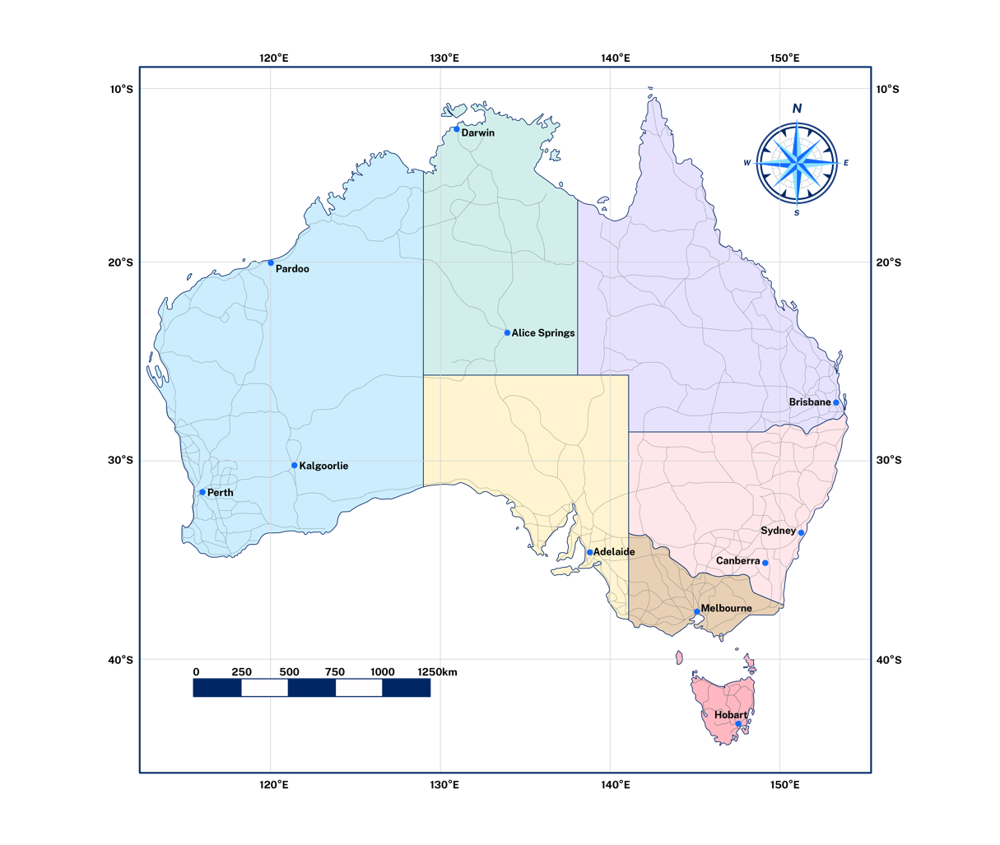 120°E 130°E 140°E 150°E
10°S 10°S
N
Darwin
W E
S
20°S 20°S
Pardoo
Alice Springs
Brisbane
30°S 30°S
Kalgoorlie
Perth
Sydney
Adelaide
Canberra
Melbourne
40°S 40°S
0 250 500 750 1000 1250km
Hobart
120°E 130°E 140°E 150°E